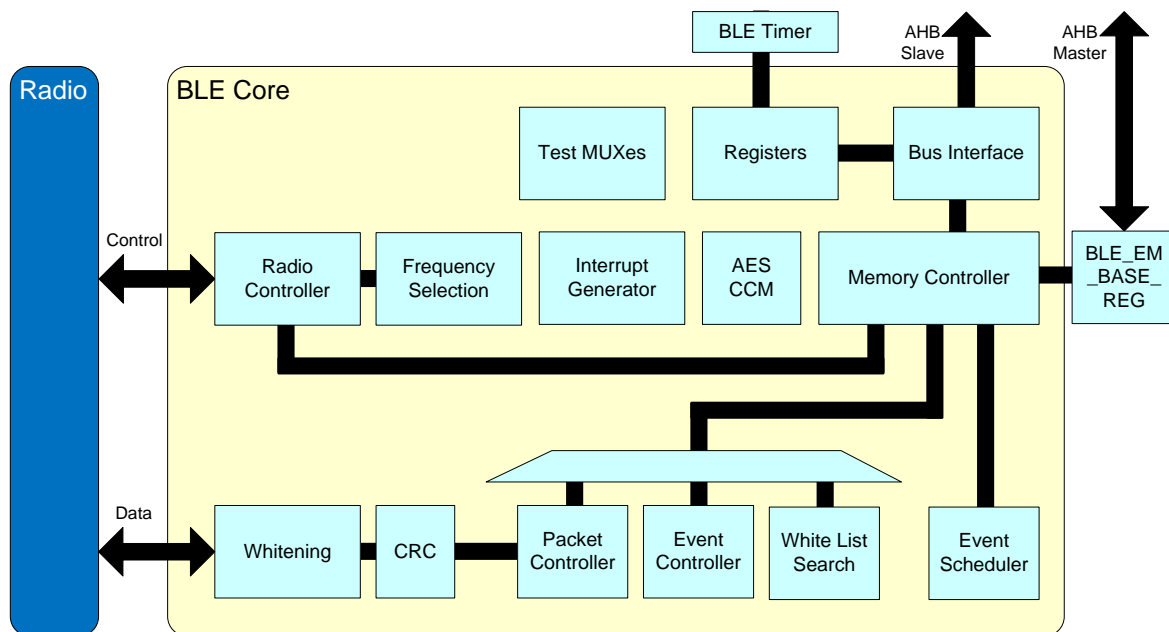 BLE Timer
AHB
Slave
AHB
Master
Radio
BLE Core
Test MUXes
Registers
Bus Interface
Control
Radio
Controller
Frequency
Selection
Interrupt
Generator
AES
CCM
Memory Controller
BLE_EM
_BASE_
REG
Data
Whitening
CRC
Packet
Controller
Event
Controller
White List
Search
Event
Scheduler